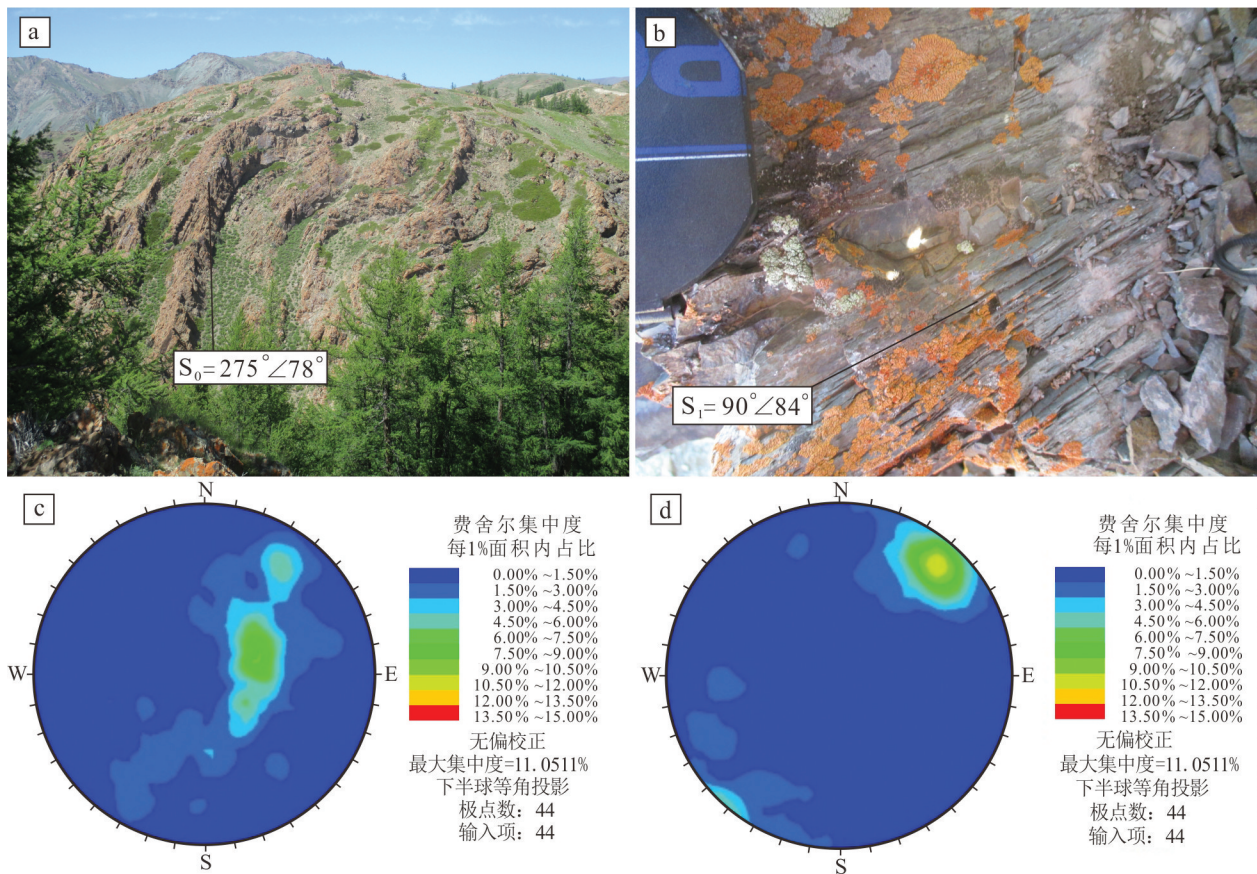 a
S₀=275°∠78°
b
S₁=90°∠84°
c
N
W
E
S
费舍尔集中度
每1%面积内占比
0.00%~1.50%
1.50%~3.00%
3.00%~4.50%
4.50%~6.00%
6.00%~7.50%
7.50%~9.00%
9.00%~10.50%
10.50%~12.00%
12.00%~13.50%
13.50%~15.00%
无偏校正
最大集中度=11.0511%
下半球等角投影
极点数：44
输入项：44
d
N
W
E
S
费舍尔集中度
每1%面积内占比
0.00%~1.50%
1.50%~3.00%
3.00%~4.50%
4.50%~6.00%
6.00%~7.50%
7.50%~9.00%
9.00%~10.50%
10.50%~12.00%
12.00%~13.50%
13.50%~15.00%
无偏校正
最大集中度=11.0511%
下半球等角投影
极点数：44
输入项：44